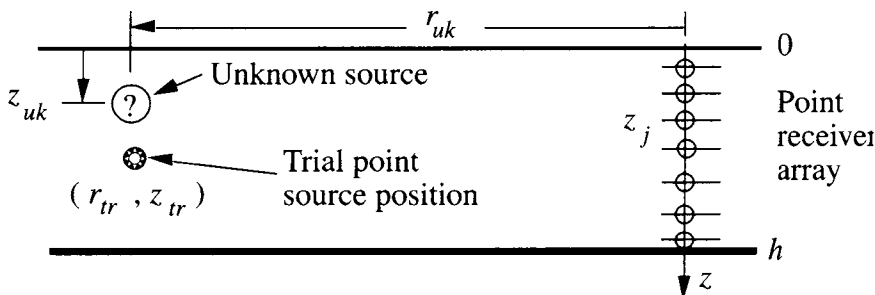 r_uk
0
Unknown source
z_uk
?
Point
receiver
array
z_j
Trial point
source position
( r_tr , z_tr )
h
z